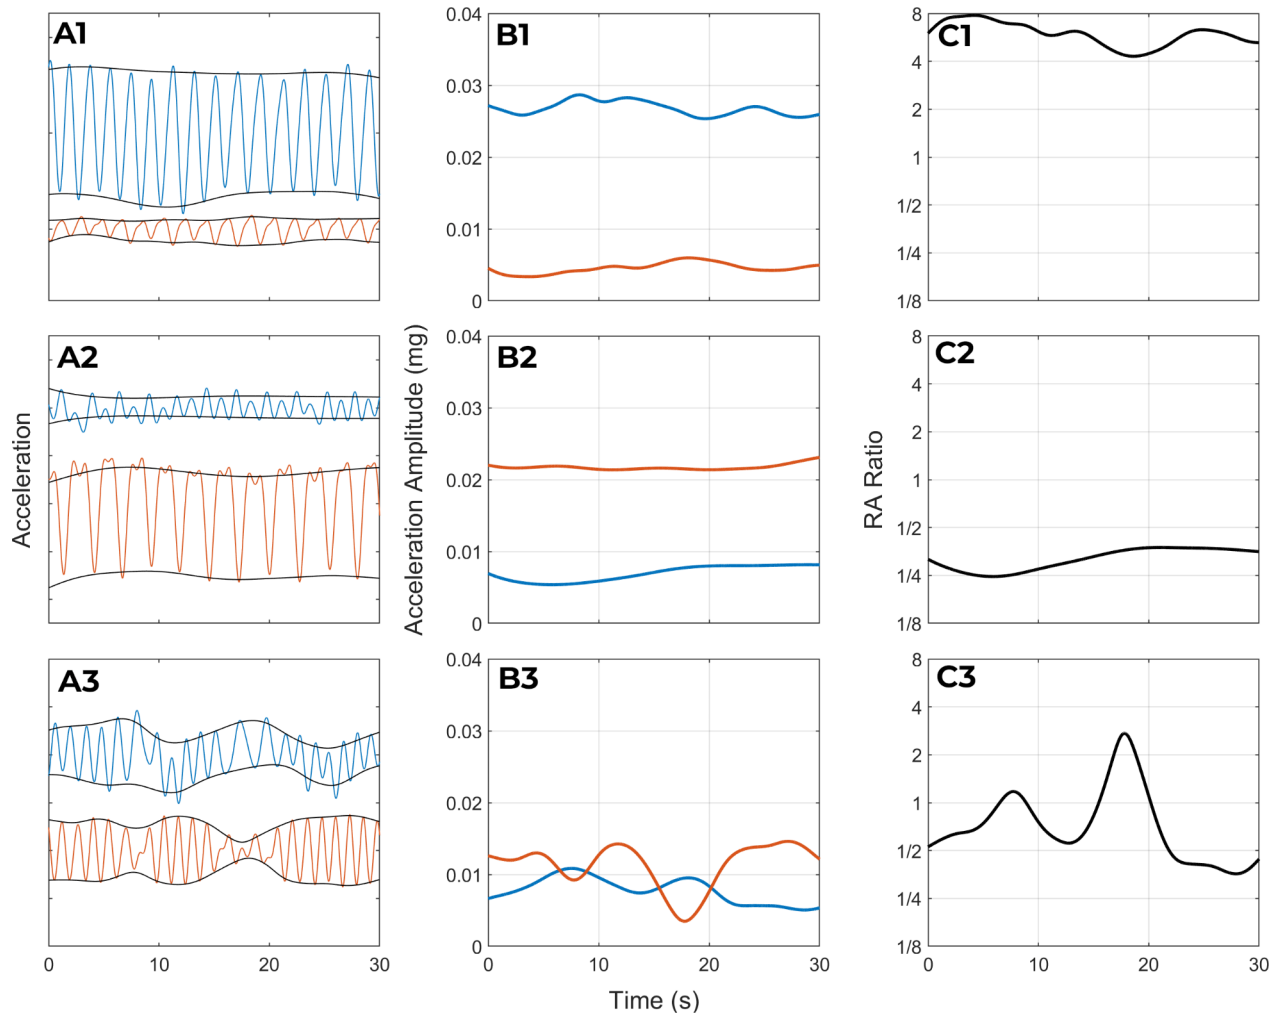 A1
B1
0.04
0.03
0.02
0.01
0
C1
8
4
2
1
1/2
1/4
1/8
A2
B2
0.04
0.03
0.02
0.01
0
C2
8
4
2
1
1/2
1/4
1/8
Acceleration
Acceleration Amplitude (mg)
RA Ratio
A3
0 10 20 30
B3
0.04
0.03
0.02
0.01
0
0 10 20 30
C3
8
4
2
1
1/2
1/4
1/8
0 10 20 30
Time (s)